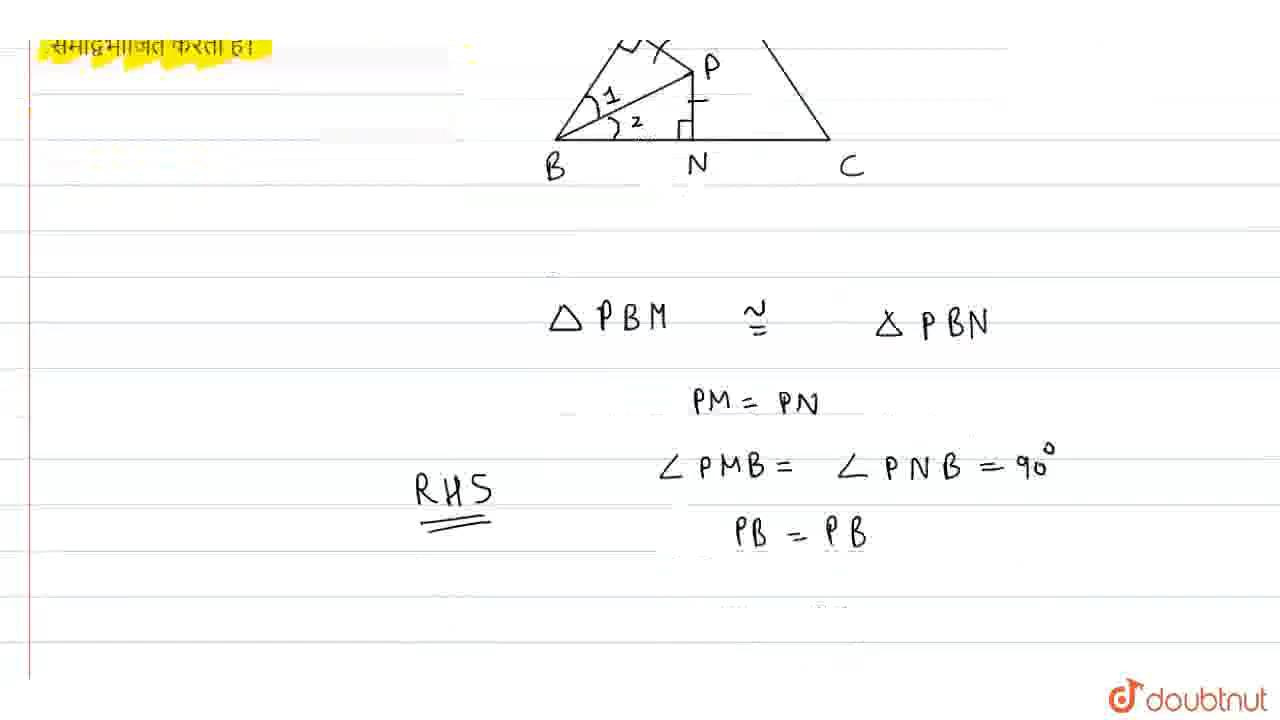 समद्विभाजित करता है।
P
1
2
B N C
△ PBM ≅ △ PBN
PM = PN
∠ PMB = ∠ PNB = 90°
RHS
PB = PB
doubtnut